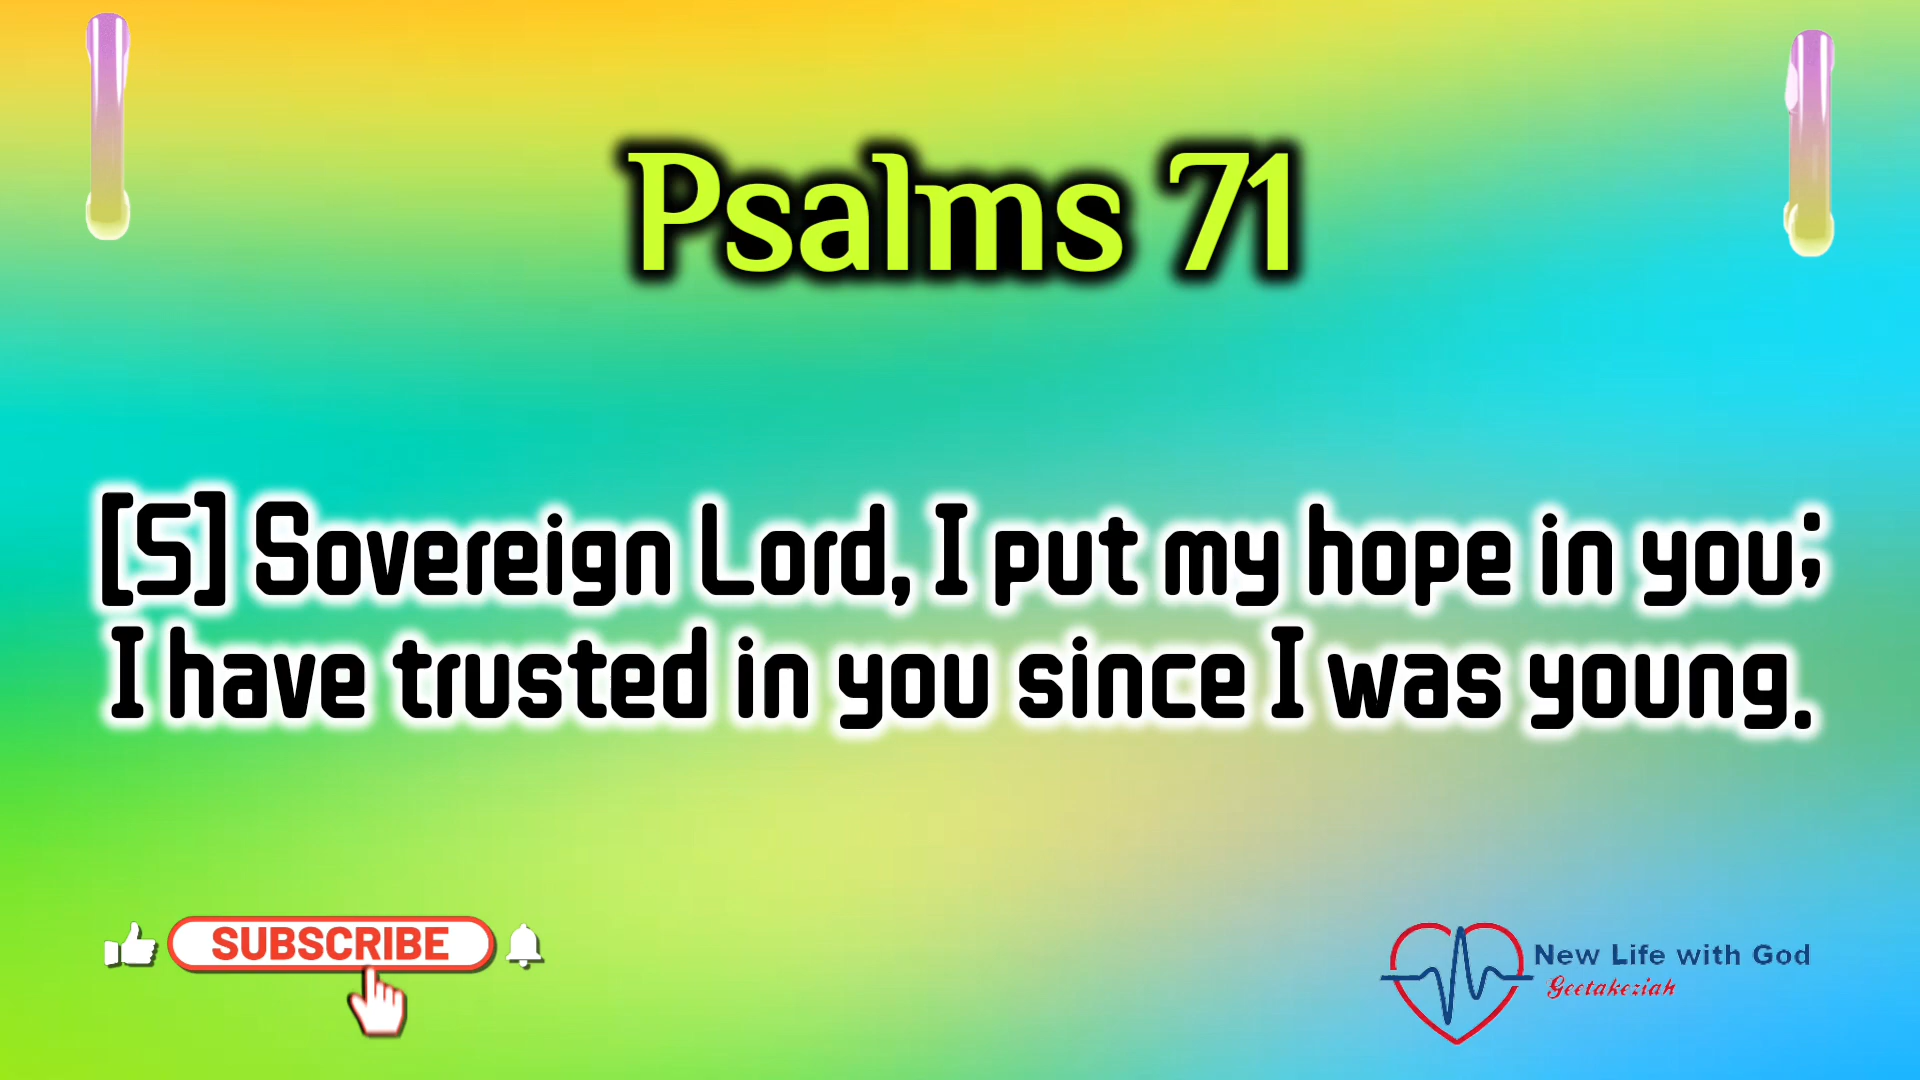 Psalms 71
[5] Sovereign Lord, I put my hope in you;
I have trusted in you since I was young.
SUBSCRIBE
New Life with God
Geetakeziah